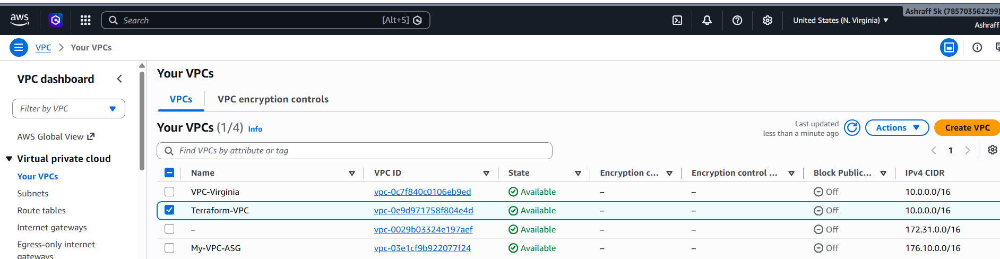 aws
Search
[Alt+S]
United States (N. Virginia)
Ashraff Sk (785703562299)
Ashraff
VPC
Your VPCs
VPC dashboard
Filter by VPC
AWS Global View
Virtual private cloud
Your VPCs
Subnets
Route tables
Internet gateways
Egress-only internet
gateways
Your VPCs
VPCs
VPC encryption controls
Your VPCs (1/4) Info
Last updated
less than a minute ago
Actions
Create VPC
Find VPCs by attribute or tag
1
Name VPC ID State Encryption c... Encryption control ... Block Public... IPv4 CIDR
VPC-Virginia vpc-0c7f840c0106eb9ed Available – – Off 10.0.0.0/16
Terraform-VPC vpc-0e9d971758f804e4d Available – – Off 10.0.0.0/16
– vpc-0029b03324e197aef Available – – Off 172.31.0.0/16
My-VPC-ASG vpc-03e1cf9b922077f24 Available – – Off 176.10.0.0/16